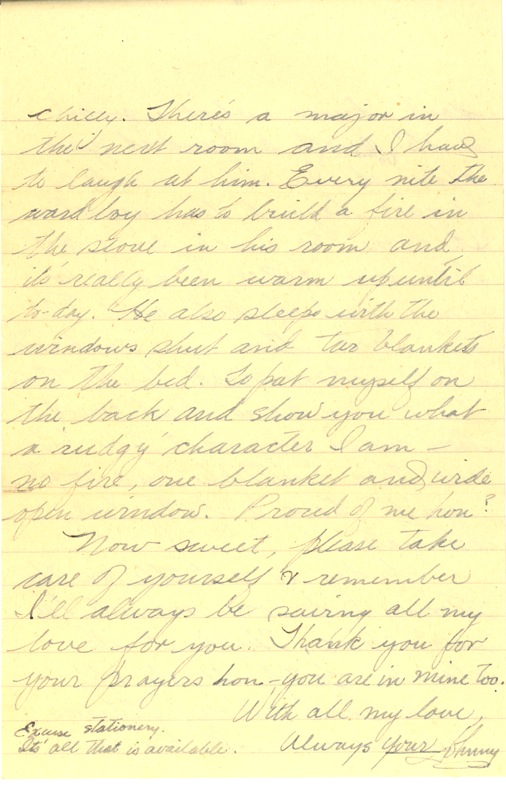 chilly. There's a major in
the next room and I have
to laugh at him. Every nite the
ward boy has to build a fire in
the stove in his room and
its really been warm up until
to-day. He also sleeps with the
windows shut and two blankets
on the bed. To pat myself on
the back and show you what
a rudgy character I am –
no fire, one blanket and wide
open window. Proud of me hon?
Now sweet, please take
care of yourself & remember
I'll always be saving all my
love for you. Thank you for
your prayers hon – you are in mine too.
With all my love,
Always your
Excuse stationery.
Its all that is available.